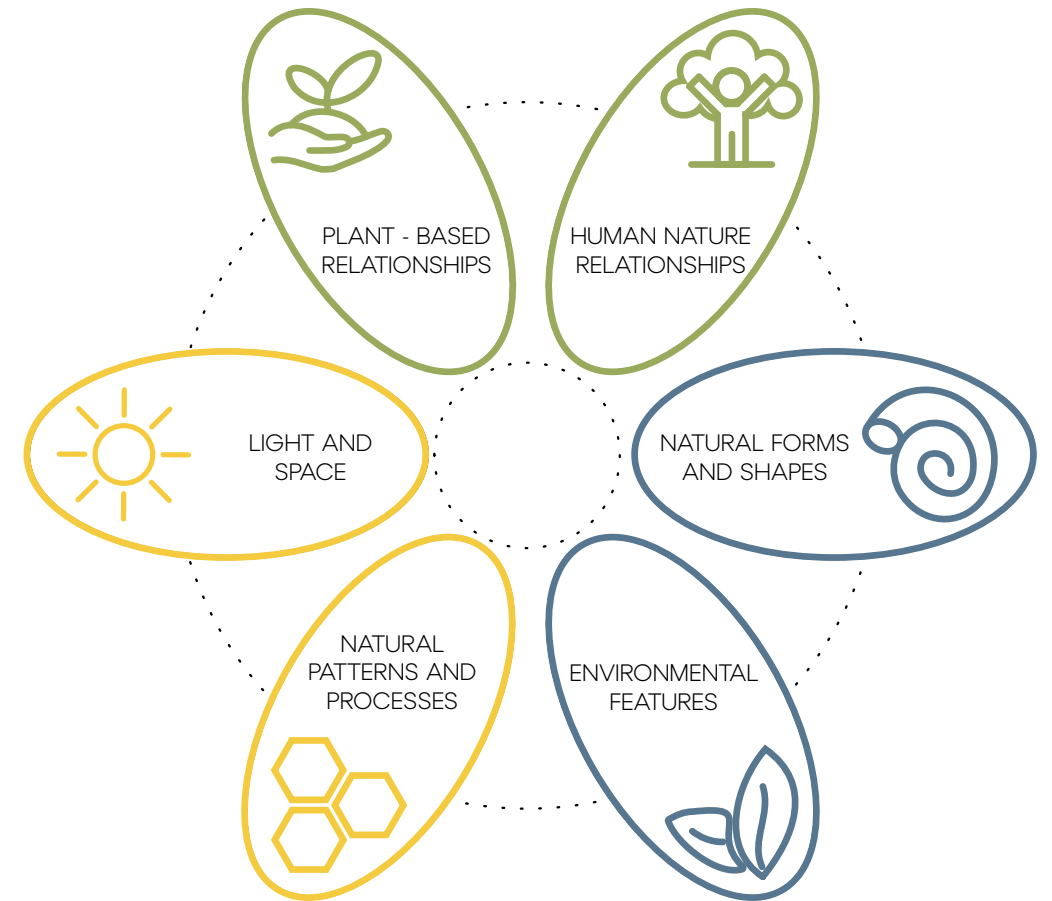 PLANT - BASED
RELATIONSHIPS
HUMAN NATURE
RELATIONSHIPS
LIGHT AND
SPACE
NATURAL FORMS
AND SHAPES
NATURAL
PATTERNS AND
PROCESSES
ENVIRONMENTAL
FEATURES